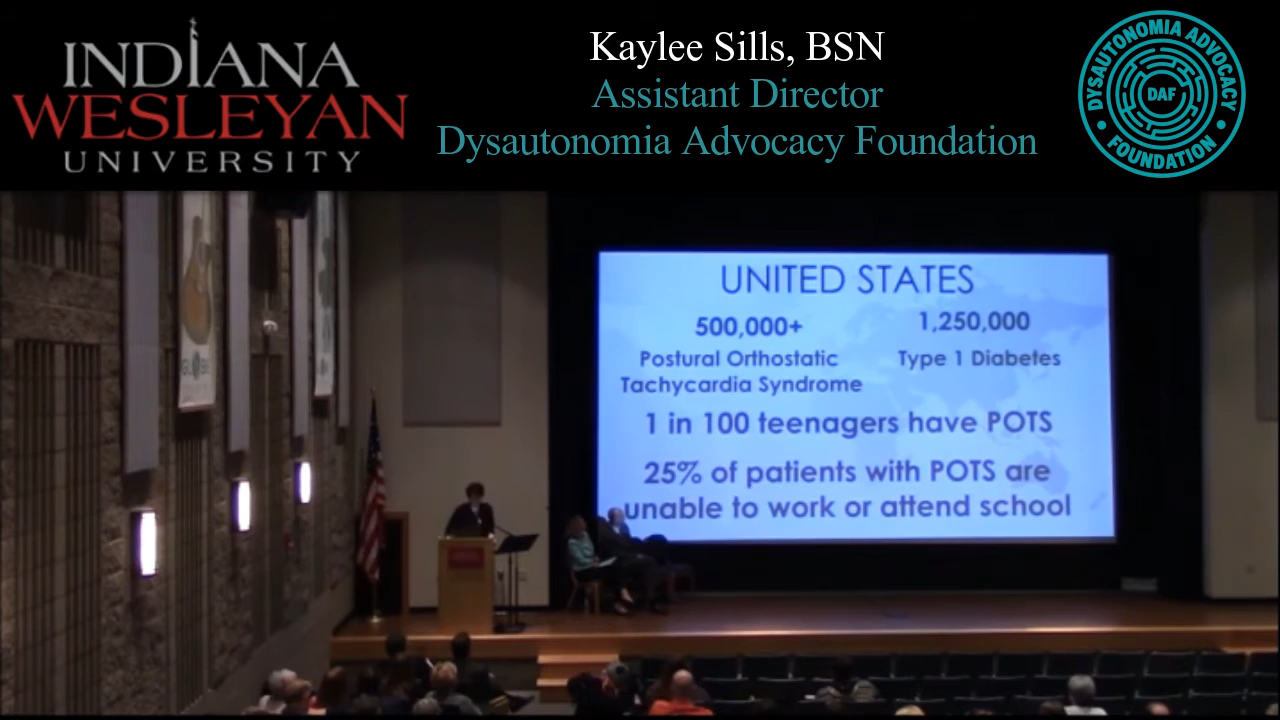 INDIANA
WESLEYAN
UNIVERSITY
Kaylee Sills, BSN
Assistant Director
Dysautonomia Advocacy Foundation
DYSAUTONOMIA ADVOCACY
DAF
• FOUNDATION •
UNITED STATES
500,000+
1,250,000
Postural Orthostatic
Tachycardia Syndrome
Type 1 Diabetes
1 in 100 teenagers have POTS
25% of patients with POTS are
unable to work or attend school